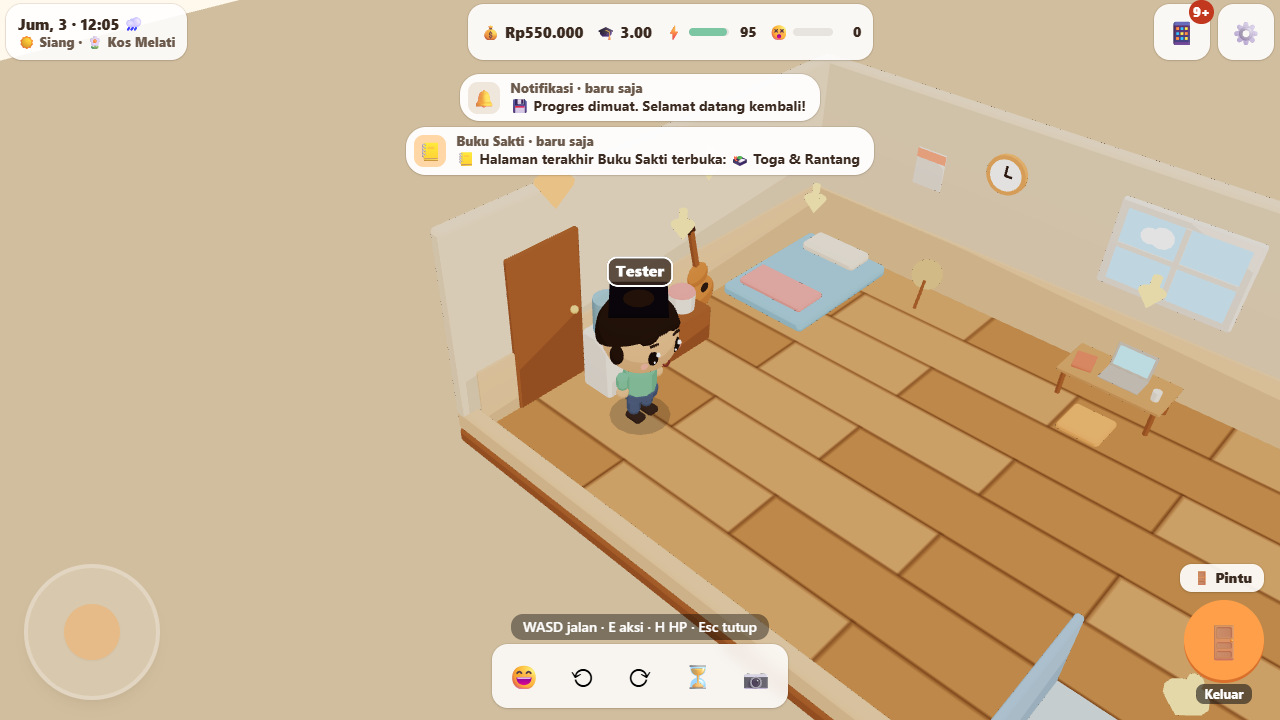 Jum, 3 · 12:05
Siang · Kos Melati
Rp550.000 3.00 95 0
9+
Notifikasi · baru saja
Progres dimuat. Selamat datang kembali!
Buku Sakti · baru saja
Halaman terakhir Buku Sakti terbuka: Toga & Rantang
Tester
Pintu
WASD jalan · E aksi · H HP · Esc tutup
Keluar